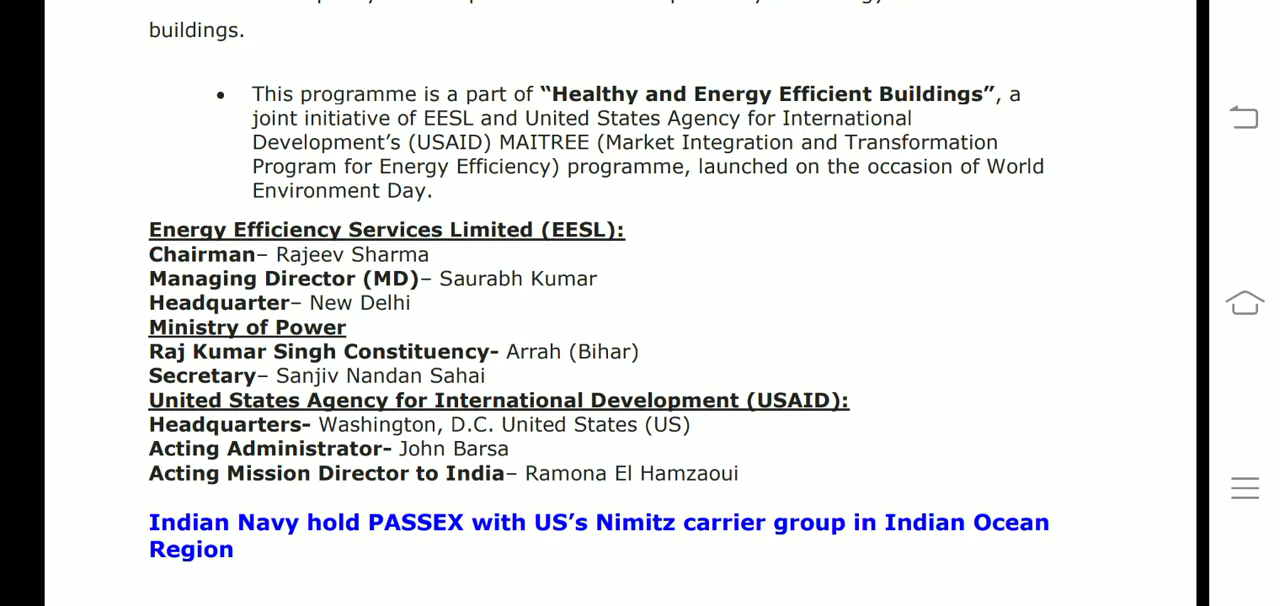 buildings.
• This programme is a part of “Healthy and Energy Efficient Buildings”, a
joint initiative of EESL and United States Agency for International
Development’s (USAID) MAITREE (Market Integration and Transformation
Program for Energy Efficiency) programme, launched on the occasion of World
Environment Day.
Energy Efficiency Services Limited (EESL):
Chairman– Rajeev Sharma
Managing Director (MD)– Saurabh Kumar
Headquarter– New Delhi
Ministry of Power
Raj Kumar Singh Constituency- Arrah (Bihar)
Secretary– Sanjiv Nandan Sahai
United States Agency for International Development (USAID):
Headquarters- Washington, D.C. United States (US)
Acting Administrator- John Barsa
Acting Mission Director to India– Ramona El Hamzaoui
Indian Navy hold PASSEX with US’s Nimitz carrier group in Indian Ocean
Region